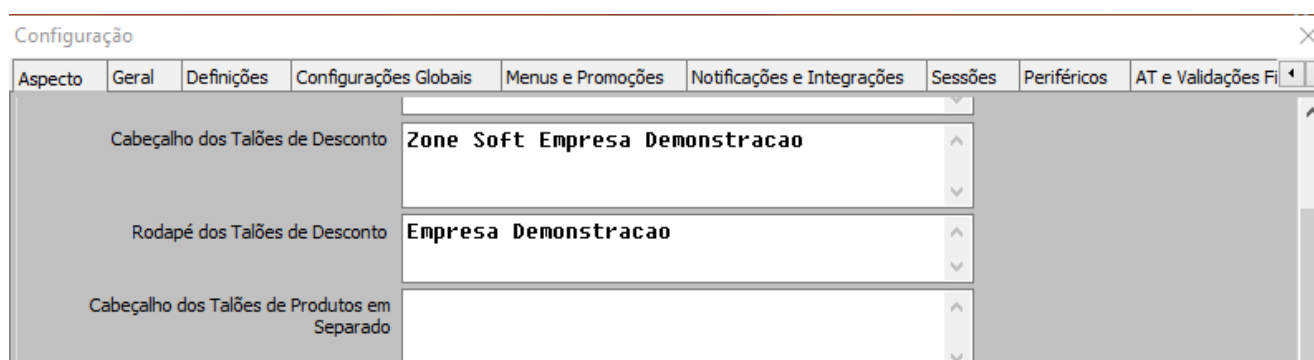 Configuração
Aspecto Geral Definições Configurações Globais Menus e Promoções Notificações e Integrações Sessões Periféricos AT e Validações Fi
Cabeçalho dos Talões de Desconto Zone Soft Empresa Demonstracao
Rodapé dos Talões de Desconto Empresa Demonstracao
Cabeçalho dos Talões de Produtos em
Separado